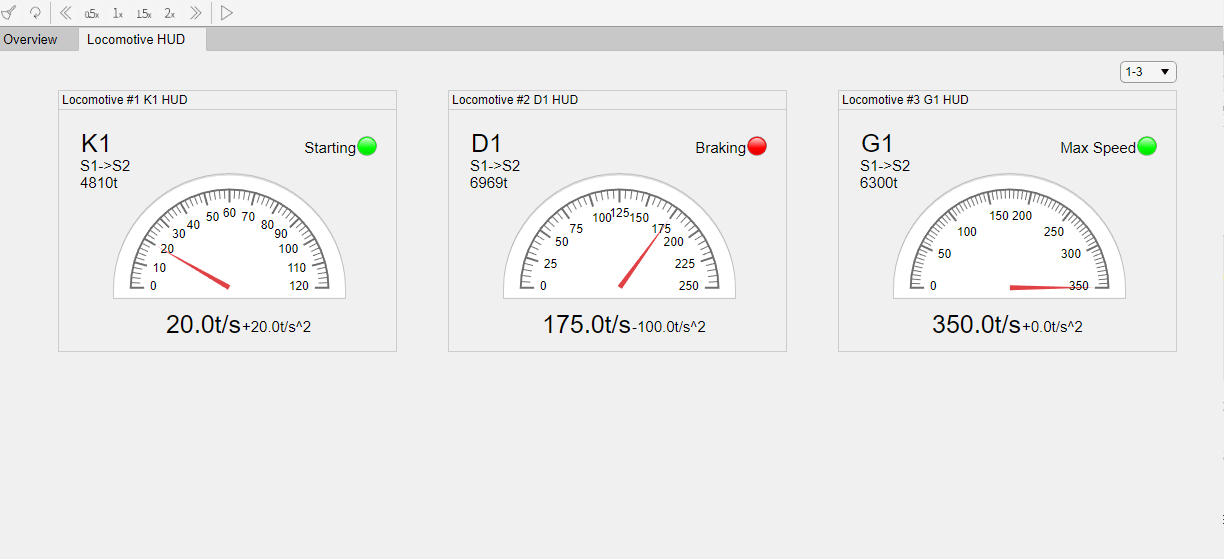 0.5x 1x 1.5x 2x
Overview Locomotive HUD
1-3
Locomotive #1 K1 HUD
K1
Starting
S1->S2
4810t
0 10 20 30 40 50 60 70 80 90 100 110 120
20.0t/s+20.0t/s^2
Locomotive #2 D1 HUD
D1
Braking
S1->S2
6969t
0 25 50 75 100 125 150 175 200 225 250
175.0t/s-100.0t/s^2
Locomotive #3 G1 HUD
G1
Max Speed
S1->S2
6300t
0 50 100 150 200 250 300 350
350.0t/s+0.0t/s^2